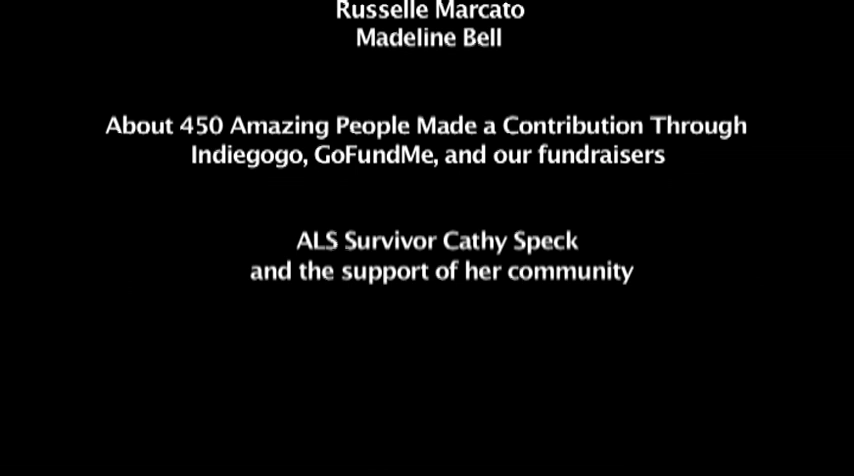 Russelle Marcato
Madeline Bell
About 450 Amazing People Made a Contribution Through
Indiegogo, GoFundMe, and our fundraisers
ALS Survivor Cathy Speck
and the support of her community